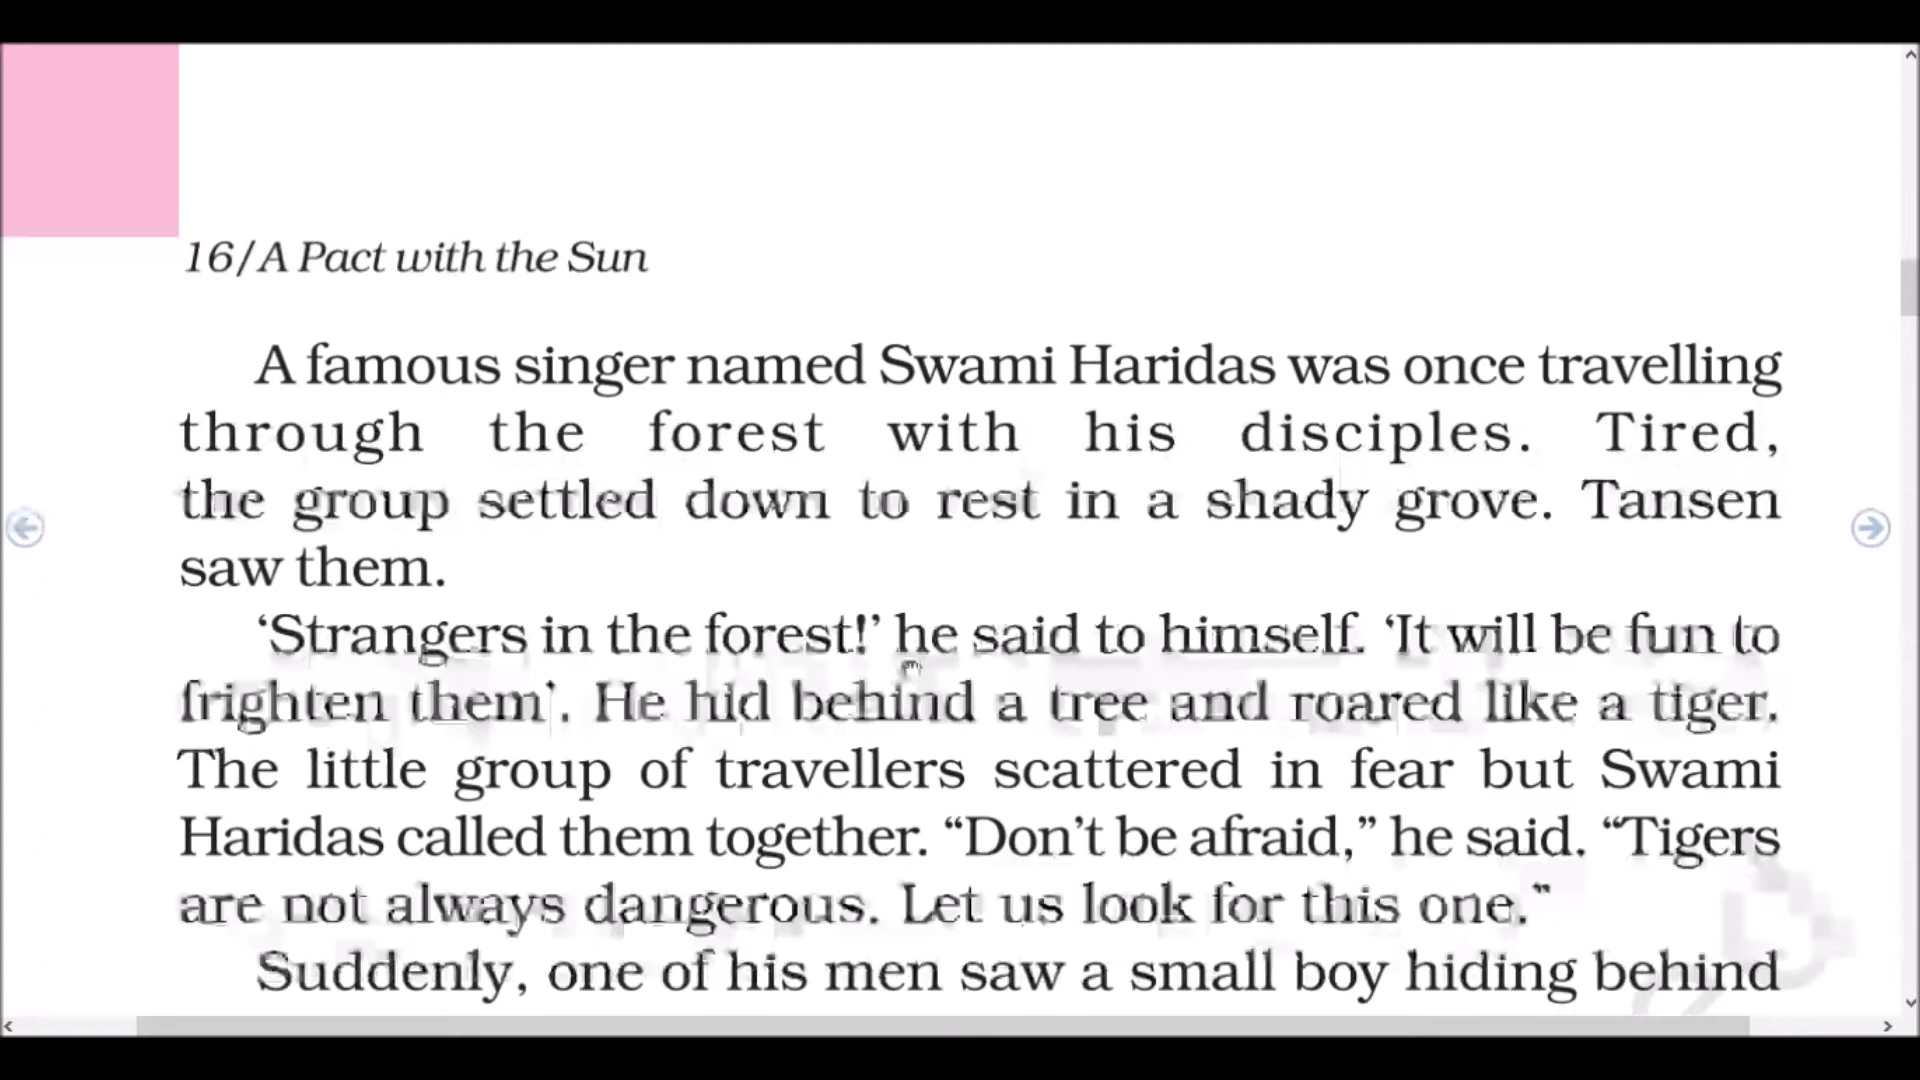 16/A Pact with the Sun
A famous singer named Swami Haridas was once travelling
through the forest with his disciples. Tired,
the group settled down to rest in a shady grove. Tansen
saw them.
‘Strangers in the forest!’ he said to himself. ‘It will be fun to
frighten them’. He hid behind a tree and roared like a tiger.
The little group of travellers scattered in fear but Swami
Haridas called them together. “Don’t be afraid,” he said. “Tigers
are not always dangerous. Let us look for this one.”
Suddenly, one of his men saw a small boy hiding behind